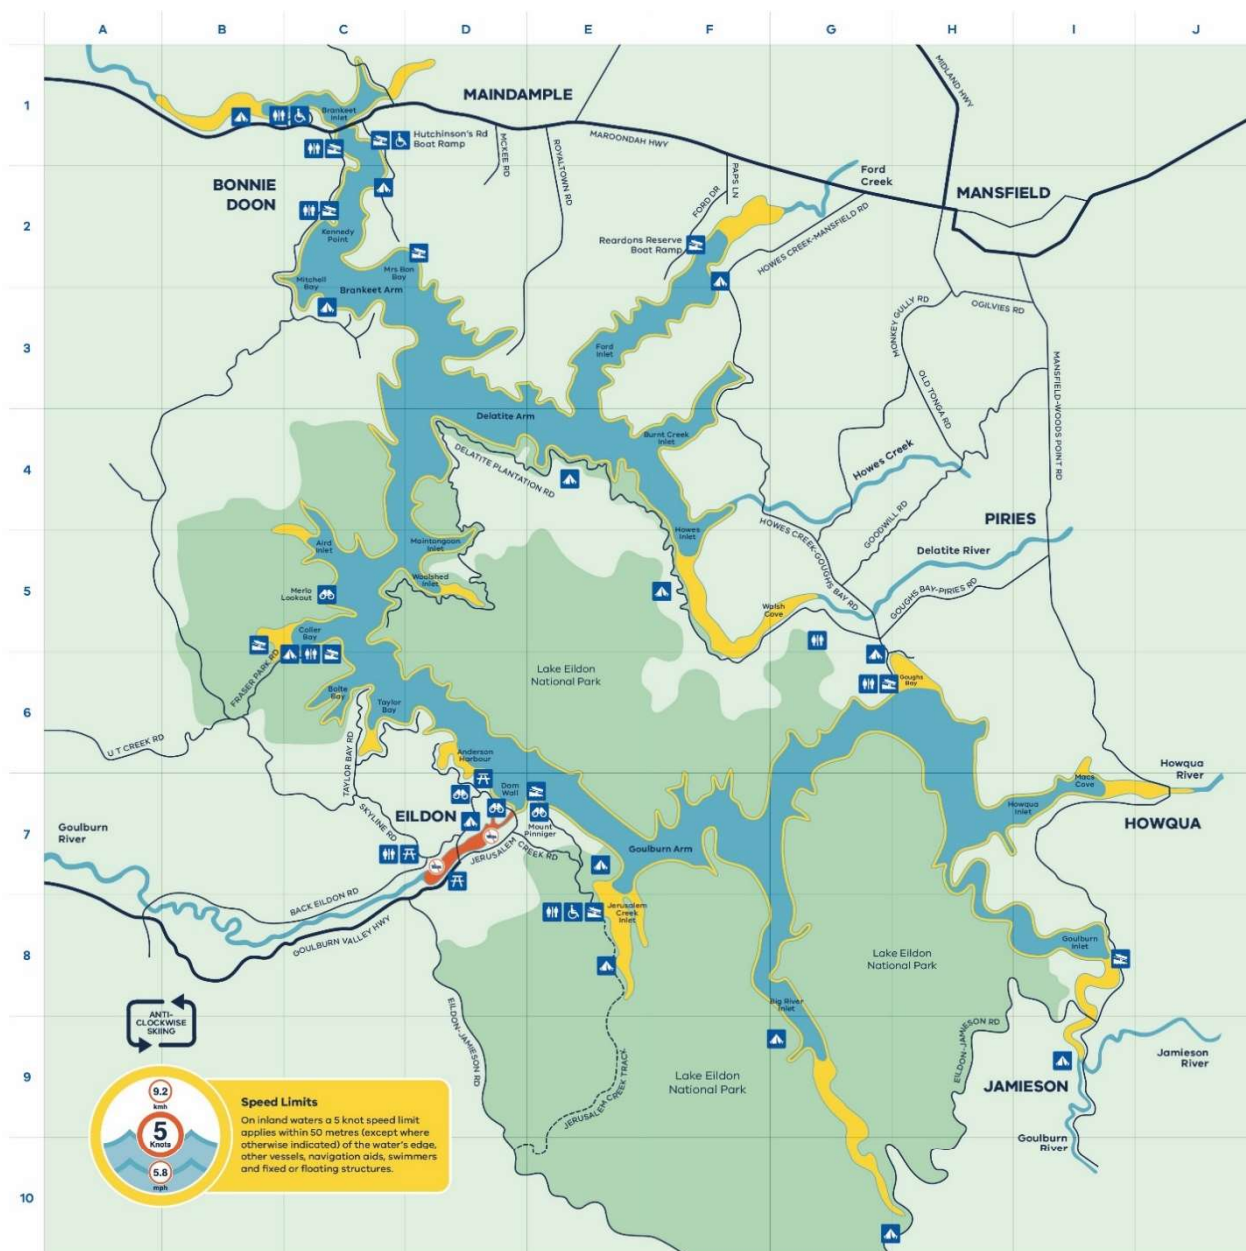 A B C D E F G H I J
1
2
3
4
5
6
7
8
9
10
MAINDAMPLE
MIDLAND HWY
Brankeet
Inlet
Hutchinson's Rd
Boat Ramp
MCKEE RD
ROYALTOWN RD
MAROONDAH HWY
PAPS LN
FORD DR
Ford
Creek
MANSFIELD
BONNIE
DOON
Kennedy
Point
Reardons Reserve
Boat Ramp
HOWES CREEK-MANSFIELD RD
Mrs Bon
Bay
Mitchell
Bay
Brankeet Arm
MONKEY GULLY RD
OGILVIES RD
Ford
Inlet
MANSFIELD-WOODS POINT RD
OLD TONGA RD
Delatite Arm
Burnt Creek
Inlet
DELATITE PLANTATION RD
Howes Creek
Howes
Inlet
HOWES CREEK-GOUGHS BAY RD
GOODWILL RD
PIRIES
Delatite River
GOUGHS BAY-PIRIES RD
Aird
Inlet
Maintongoon
Inlet
Woolshed
Inlet
Merlo
Lookout
Walsh
Cove
Coller
Bay
FRASER PARK RD
Bolte
Bay
Taylor
Bay
Lake Eildon
National Park
Goughs
Bay
U T CREEK RD
TAYLOR BAY RD
Anderson
Harbour
Dam
Wall
Macs
Cove
Howqua
River
Howqua
Inlet
HOWQUA
SKYLINE RD
EILDON
Mount
Pinniger
Goulburn
River
JERUSALEM CREEK RD
Goulburn Arm
BACK EILDON RD
GOULBURN VALLEY HWY
Jerusalem
Creek
Inlet
Lake Eildon
National Park
Goulburn
Inlet
Big River
Inlet
ANTI-
CLOCKWISE
SKIING
EILDON-JAMIESON RD
EILDON-JAMIESON RD
JERUSALEM CREEK TRACK
Lake Eildon
National Park
JAMIESON
Jamieson
River
Goulburn
River
9.2
kmh
5
Knots
5.8
mph
Speed Limits
On inland waters a 5 knot speed limit
applies within 50 metres (except where
otherwise indicated) of the water's edge,
other vessels, navigation aids, swimmers
and fixed or floating structures.